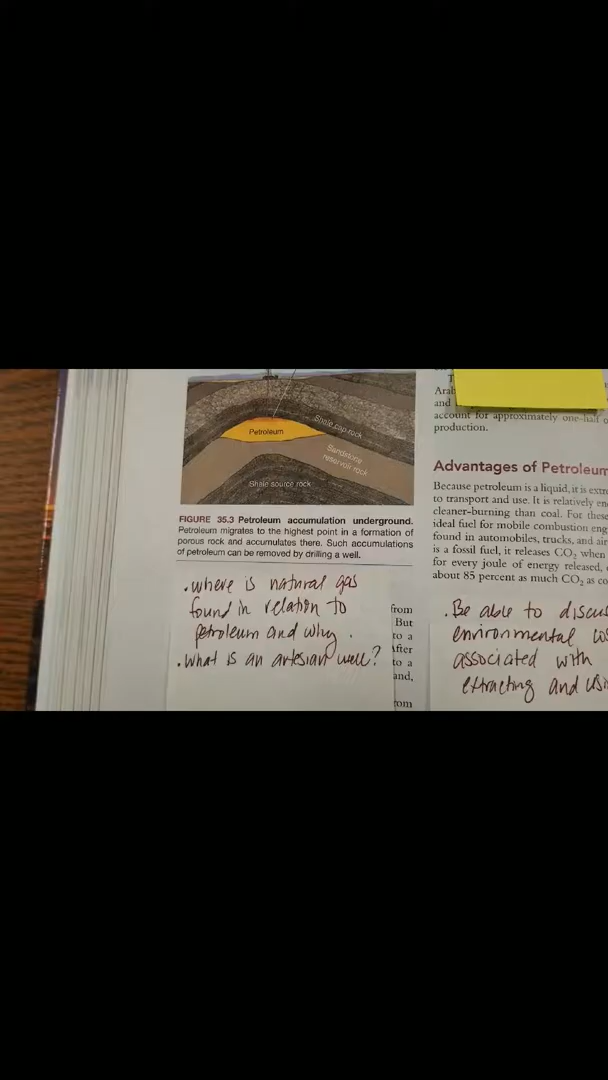 Petroleum
Shale cap rock
Sandstone
reservoir rock
Shale source rock
FIGURE 35.3 Petroleum accumulation underground.
Petroleum migrates to the highest point in a formation of
porous rock and accumulates there. Such accumulations
of petroleum can be removed by drilling a well.
• where is natural gas
found in relation to
petroleum and why.
• What is an artesian well?
from
But
to a
After
to a
and,
rom
T
Arab
and
account for approximately one-half o
production.
Advantages of Petroleum
Because petroleum is a liquid, it is extre
to transport and use. It is relatively ene
cleaner-burning than coal. For these
ideal fuel for mobile combustion eng
found in automobiles, trucks, and air
is a fossil fuel, it releases CO2 when
for every joule of energy released,
about 85 percent as much CO2 as co
• Be able to discus
environmental cos
associated with
extracting and usi